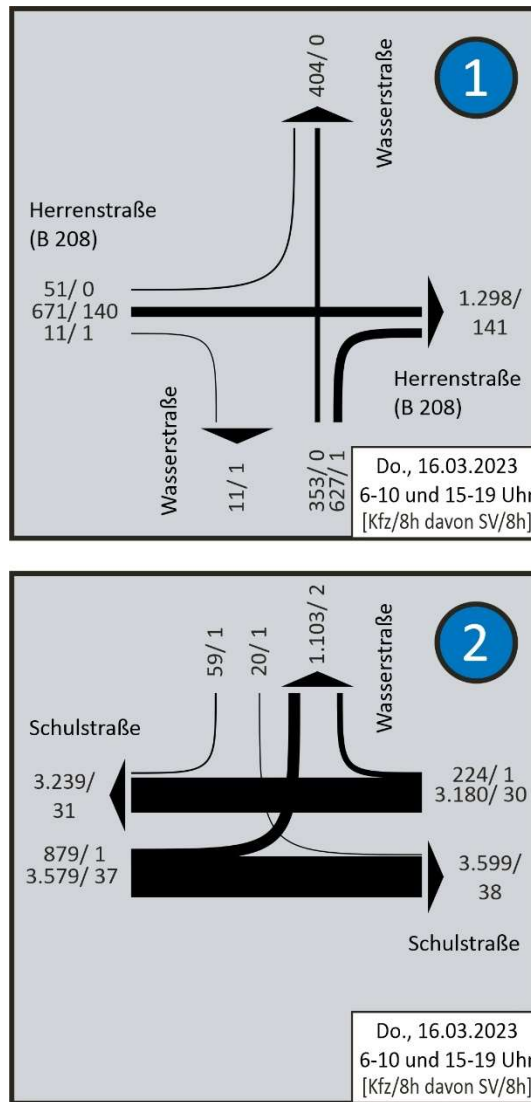 1
404/ 0
Wasserstraße
Herrenstraße
(B 208)
51/ 0
671/ 140
11/ 1
1.298/
141
Herrenstraße
(B 208)
Wasserstraße
11/ 1
353/ 0
627/ 1
Do., 16.03.2023
6-10 und 15-19 Uhr
[Kfz/8h davon SV/8h]
2
59/ 1
20/ 1
1.103/ 2
Wasserstraße
Schulstraße
3.239/
31
224/ 1
3.180/ 30
879/ 1
3.579/ 37
3.599/
38
Schulstraße
Do., 16.03.2023
6-10 und 15-19 Uhr
[Kfz/8h davon SV/8h]